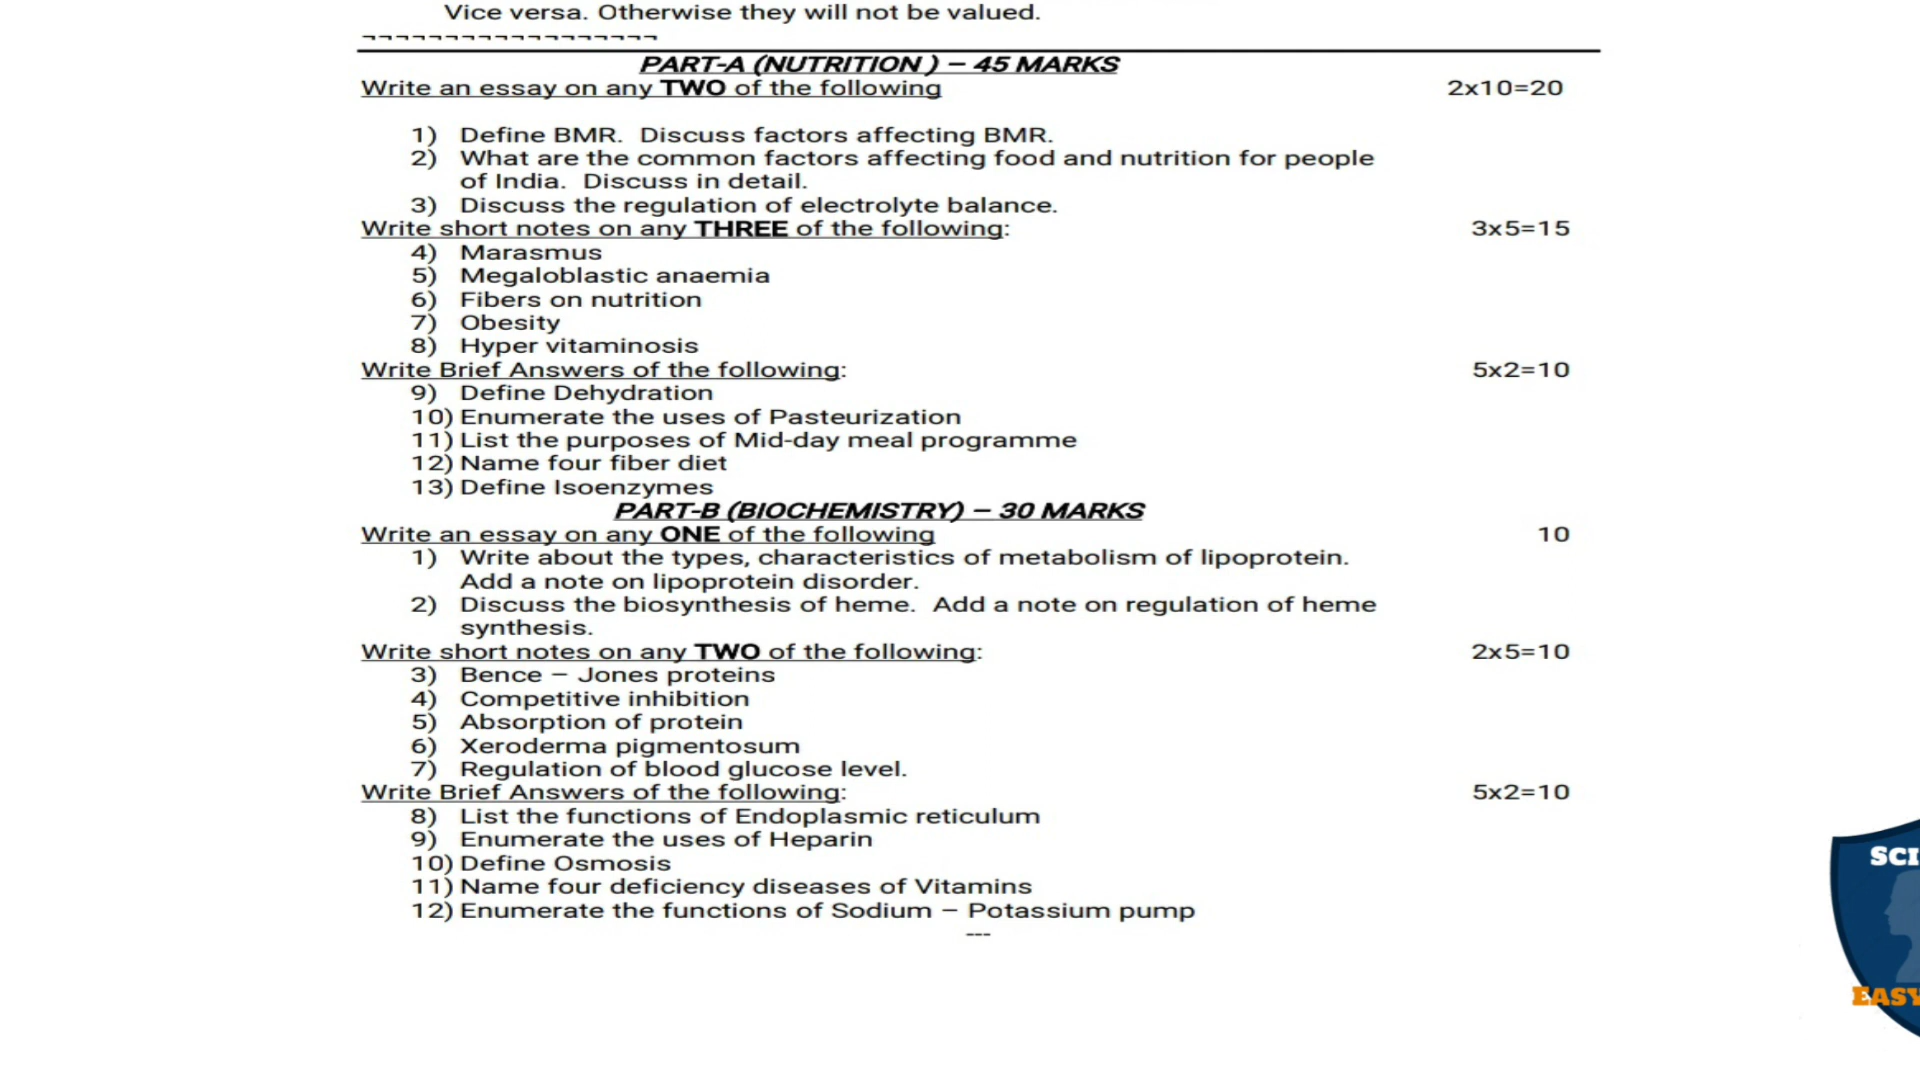 Vice versa. Otherwise they will not be valued.
¬¬¬¬¬¬¬¬¬¬¬¬¬¬¬¬¬¬
PART-A (NUTRITION ) – 45 MARKS
Write an essay on any TWO of the following 2x10=20
1) Define BMR. Discuss factors affecting BMR.
2) What are the common factors affecting food and nutrition for people
of India. Discuss in detail.
3) Discuss the regulation of electrolyte balance.
Write short notes on any THREE of the following: 3x5=15
4) Marasmus
5) Megaloblastic anaemia
6) Fibers on nutrition
7) Obesity
8) Hyper vitaminosis
Write Brief Answers of the following: 5x2=10
9) Define Dehydration
10) Enumerate the uses of Pasteurization
11) List the purposes of Mid-day meal programme
12) Name four fiber diet
13) Define Isoenzymes
PART-B (BIOCHEMISTRY) – 30 MARKS
Write an essay on any ONE of the following 10
1) Write about the types, characteristics of metabolism of lipoprotein.
Add a note on lipoprotein disorder.
2) Discuss the biosynthesis of heme. Add a note on regulation of heme
synthesis.
Write short notes on any TWO of the following: 2x5=10
3) Bence – Jones proteins
4) Competitive inhibition
5) Absorption of protein
6) Xeroderma pigmentosum
7) Regulation of blood glucose level.
Write Brief Answers of the following: 5x2=10
8) List the functions of Endoplasmic reticulum
9) Enumerate the uses of Heparin
10) Define Osmosis
11) Name four deficiency diseases of Vitamins
12) Enumerate the functions of Sodium – Potassium pump
---
SCI
EASY